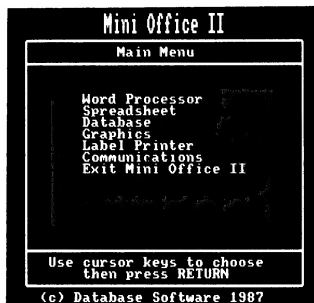 Mini Office II
Main Menu
Word Processor
Spreadsheet
Database
Graphics
Label Printer
Communications
Exit Mini Office II
Use cursor keys to choose
then press RETURN
(c) Database Software 1987